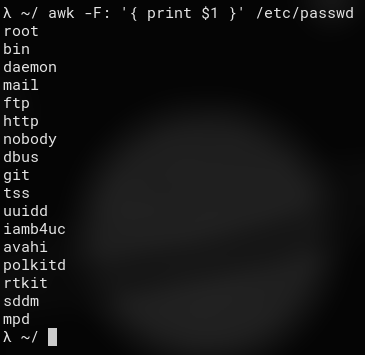 λ ~/ awk -F: '{ print $1 }' /etc/passwd
root
bin
daemon
mail
ftp
http
nobody
dbus
git
tss
uuidd
iamb4uc
avahi
polkitd
rtkit
sddm
mpd
λ ~/